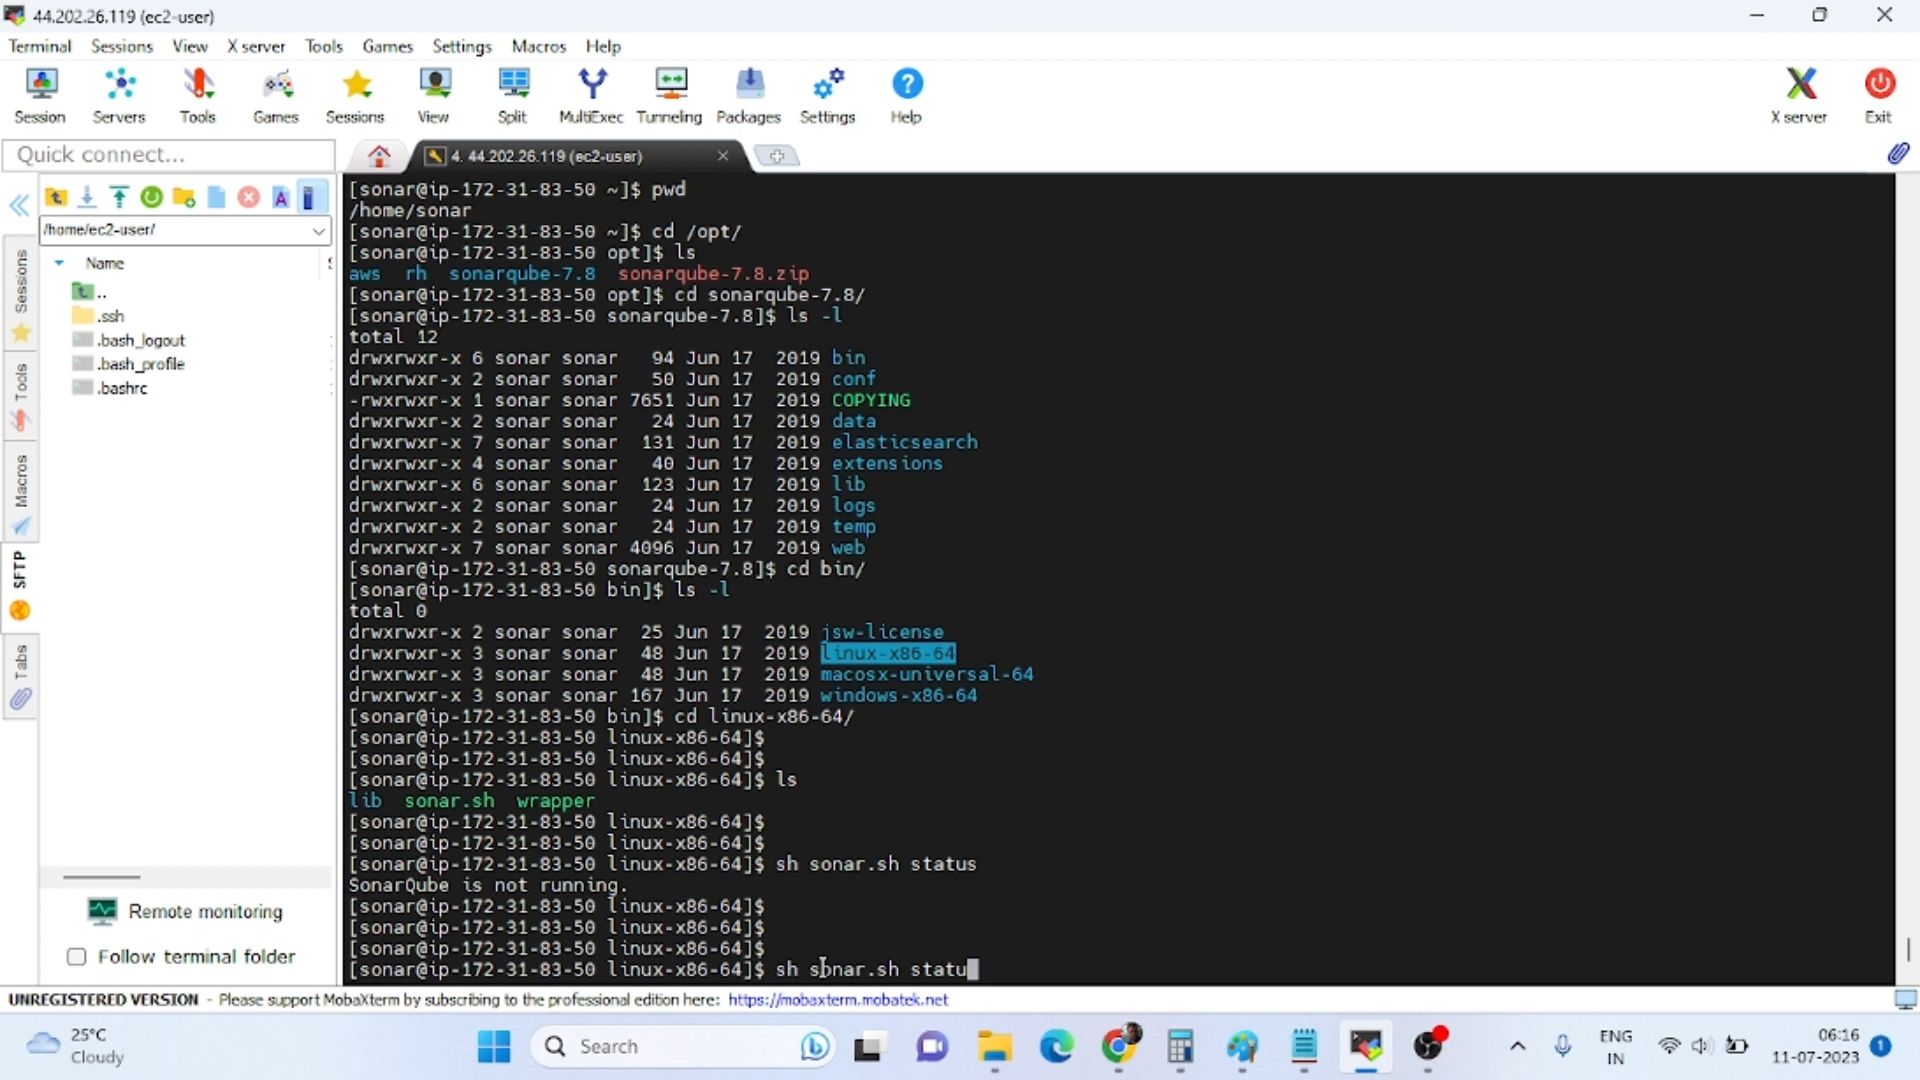 44.202.26.119 (ec2-user)
Terminal Sessions View X server Tools Games Settings Macros Help
Session Servers Tools Games Sessions View Split MultiExec Tunneling Packages Settings Help X server Exit
Quick connect...
4. 44.202.26.119 (ec2-user)
/home/ec2-user/
Name
..
.ssh
.bash_logout
.bash_profile
.bashrc
Sessions
Tools
Macros
SFTP
Tabs
Remote monitoring
Follow terminal folder
[sonar@ip-172-31-83-50 ~]$ pwd
/home/sonar
[sonar@ip-172-31-83-50 ~]$ cd /opt/
[sonar@ip-172-31-83-50 opt]$ ls
aws  rh  sonarqube-7.8  sonarqube-7.8.zip
[sonar@ip-172-31-83-50 opt]$ cd sonarqube-7.8/
[sonar@ip-172-31-83-50 sonarqube-7.8]$ ls -l
total 12
drwxrwxr-x 6 sonar sonar   94 Jun 17  2019 bin
drwxrwxr-x 2 sonar sonar   50 Jun 17  2019 conf
-rwxrwxr-x 1 sonar sonar 7651 Jun 17  2019 COPYING
drwxrwxr-x 2 sonar sonar   24 Jun 17  2019 data
drwxrwxr-x 7 sonar sonar  131 Jun 17  2019 elasticsearch
drwxrwxr-x 4 sonar sonar   40 Jun 17  2019 extensions
drwxrwxr-x 6 sonar sonar  123 Jun 17  2019 lib
drwxrwxr-x 2 sonar sonar   24 Jun 17  2019 logs
drwxrwxr-x 2 sonar sonar   24 Jun 17  2019 temp
drwxrwxr-x 7 sonar sonar 4096 Jun 17  2019 web
[sonar@ip-172-31-83-50 sonarqube-7.8]$ cd bin/
[sonar@ip-172-31-83-50 bin]$ ls -l
total 0
drwxrwxr-x 2 sonar sonar  25 Jun 17  2019 jsw-license
drwxrwxr-x 3 sonar sonar  48 Jun 17  2019 linux-x86-64
drwxrwxr-x 3 sonar sonar  48 Jun 17  2019 macosx-universal-64
drwxrwxr-x 3 sonar sonar 167 Jun 17  2019 windows-x86-64
[sonar@ip-172-31-83-50 bin]$ cd linux-x86-64/
[sonar@ip-172-31-83-50 linux-x86-64]$
[sonar@ip-172-31-83-50 linux-x86-64]$
[sonar@ip-172-31-83-50 linux-x86-64]$ ls
lib  sonar.sh  wrapper
[sonar@ip-172-31-83-50 linux-x86-64]$
[sonar@ip-172-31-83-50 linux-x86-64]$
[sonar@ip-172-31-83-50 linux-x86-64]$ sh sonar.sh status
SonarQube is not running.
[sonar@ip-172-31-83-50 linux-x86-64]$
[sonar@ip-172-31-83-50 linux-x86-64]$
[sonar@ip-172-31-83-50 linux-x86-64]$
[sonar@ip-172-31-83-50 linux-x86-64]$ sh sonar.sh statu
UNREGISTERED VERSION - Please support MobaXterm by subscribing to the professional edition here: https://mobaxterm.mobatek.net
25°C
Cloudy
Search
ENG
IN
06:16
11-07-2023
1